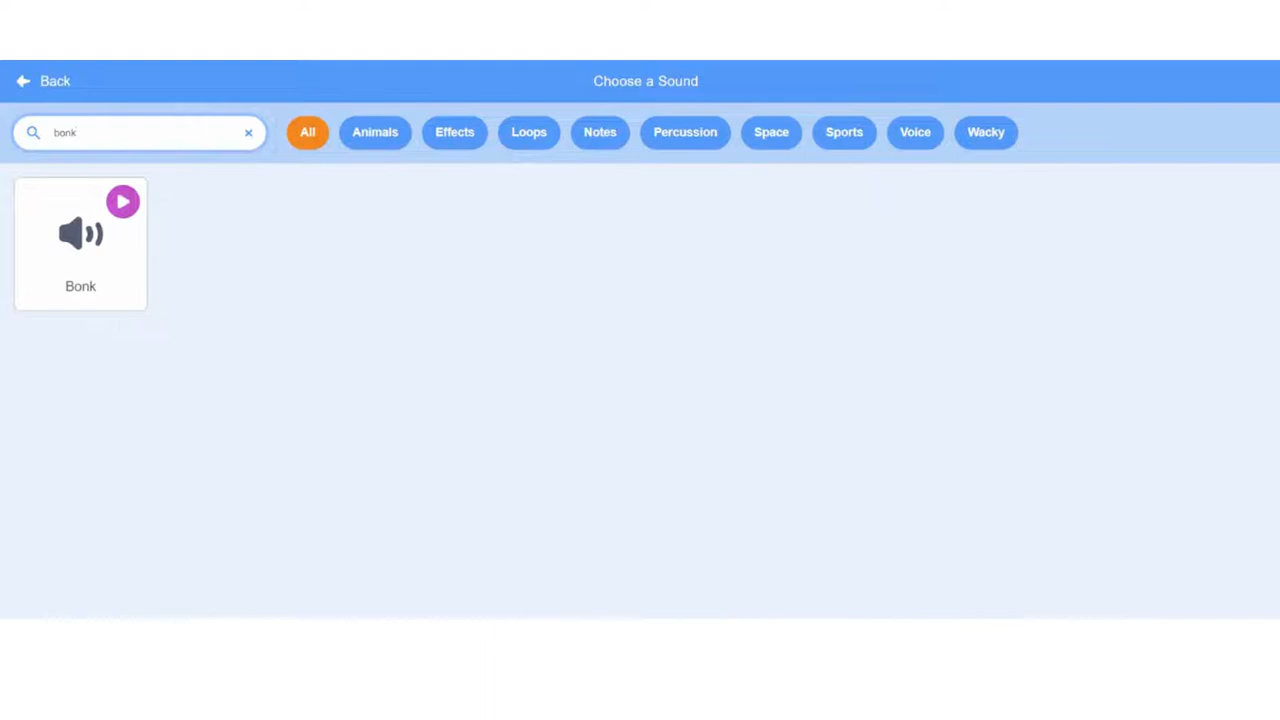 Back
Choose a Sound
bonk
All
Animals
Effects
Loops
Notes
Percussion
Space
Sports
Voice
Wacky
Bonk